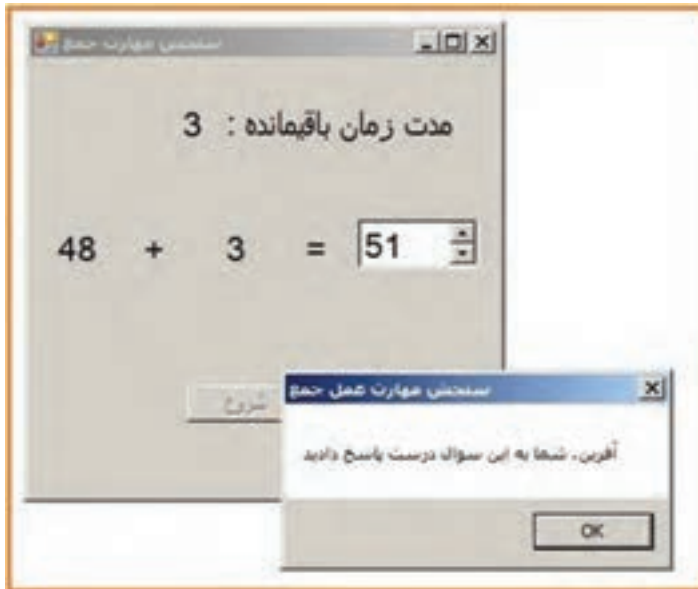 سنجش مهارت جمع
مدت زمان باقیمانده : 3
48 + 3 = 51
شروع
سنجش مهارت عمل جمع
آفرین، شما به این سوال درست پاسخ دادید
OK